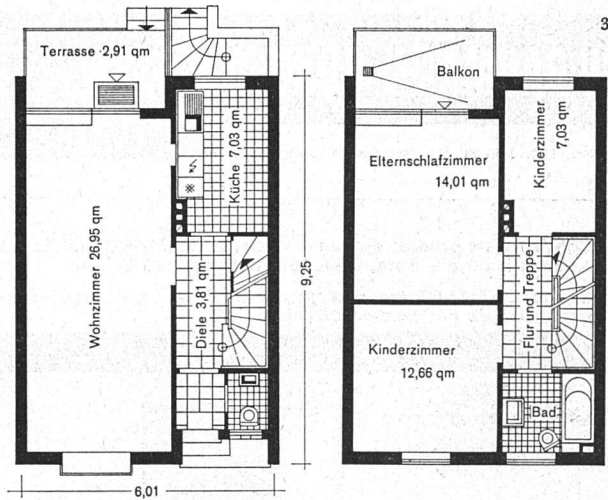 3
Terrasse 2,91 qm
Küche 7,03 qm
Wohnzimmer 26,95 qm
Diele 3,81 qm
9,25
6,01
Balkon
Kinderzimmer
7,03 qm
Elternschlafzimmer
14,01 qm
Flur und Treppe
Kinderzimmer
12,66 qm
Bad